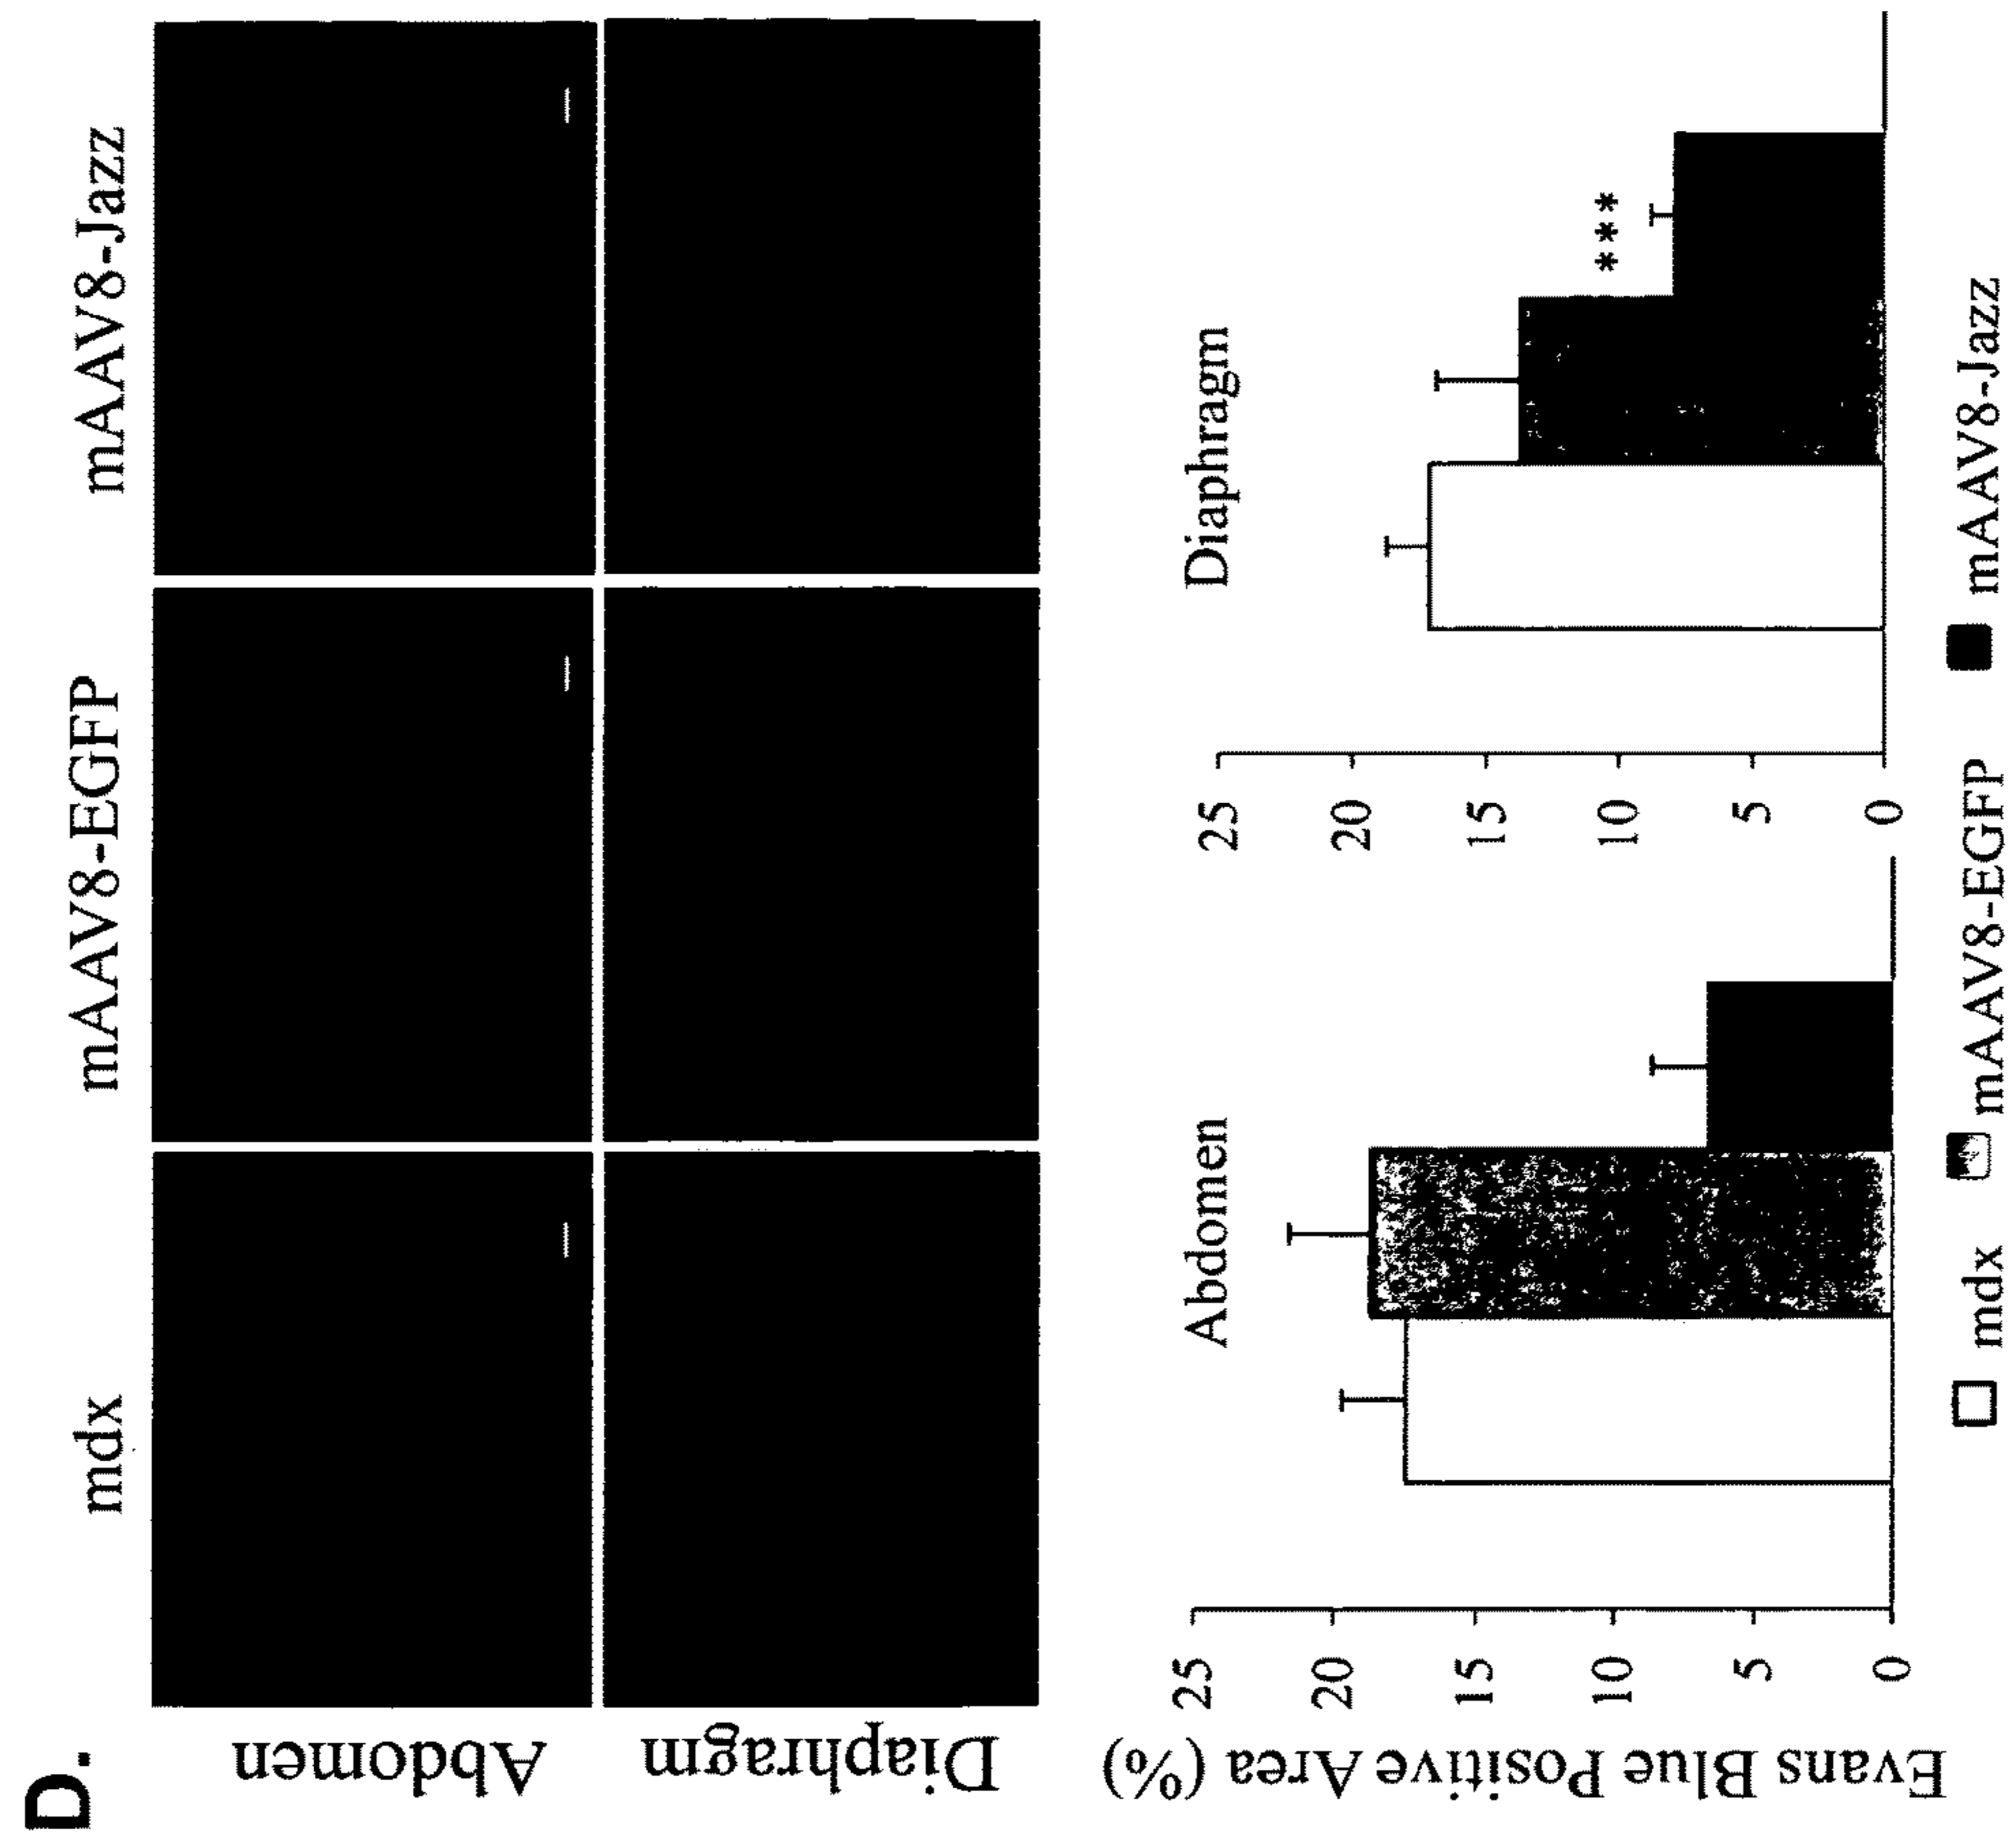 D.
mdx mAAV8-EGFP mAAV8-Jazz
Abdomen
Diaphragm
Evans Blue Positive Area (%)
Abdomen
25
20
15
10
5
0
Diaphragm
25
20
15
10
5
0
***
mdx mAAV8-EGFP mAAV8-Jazz